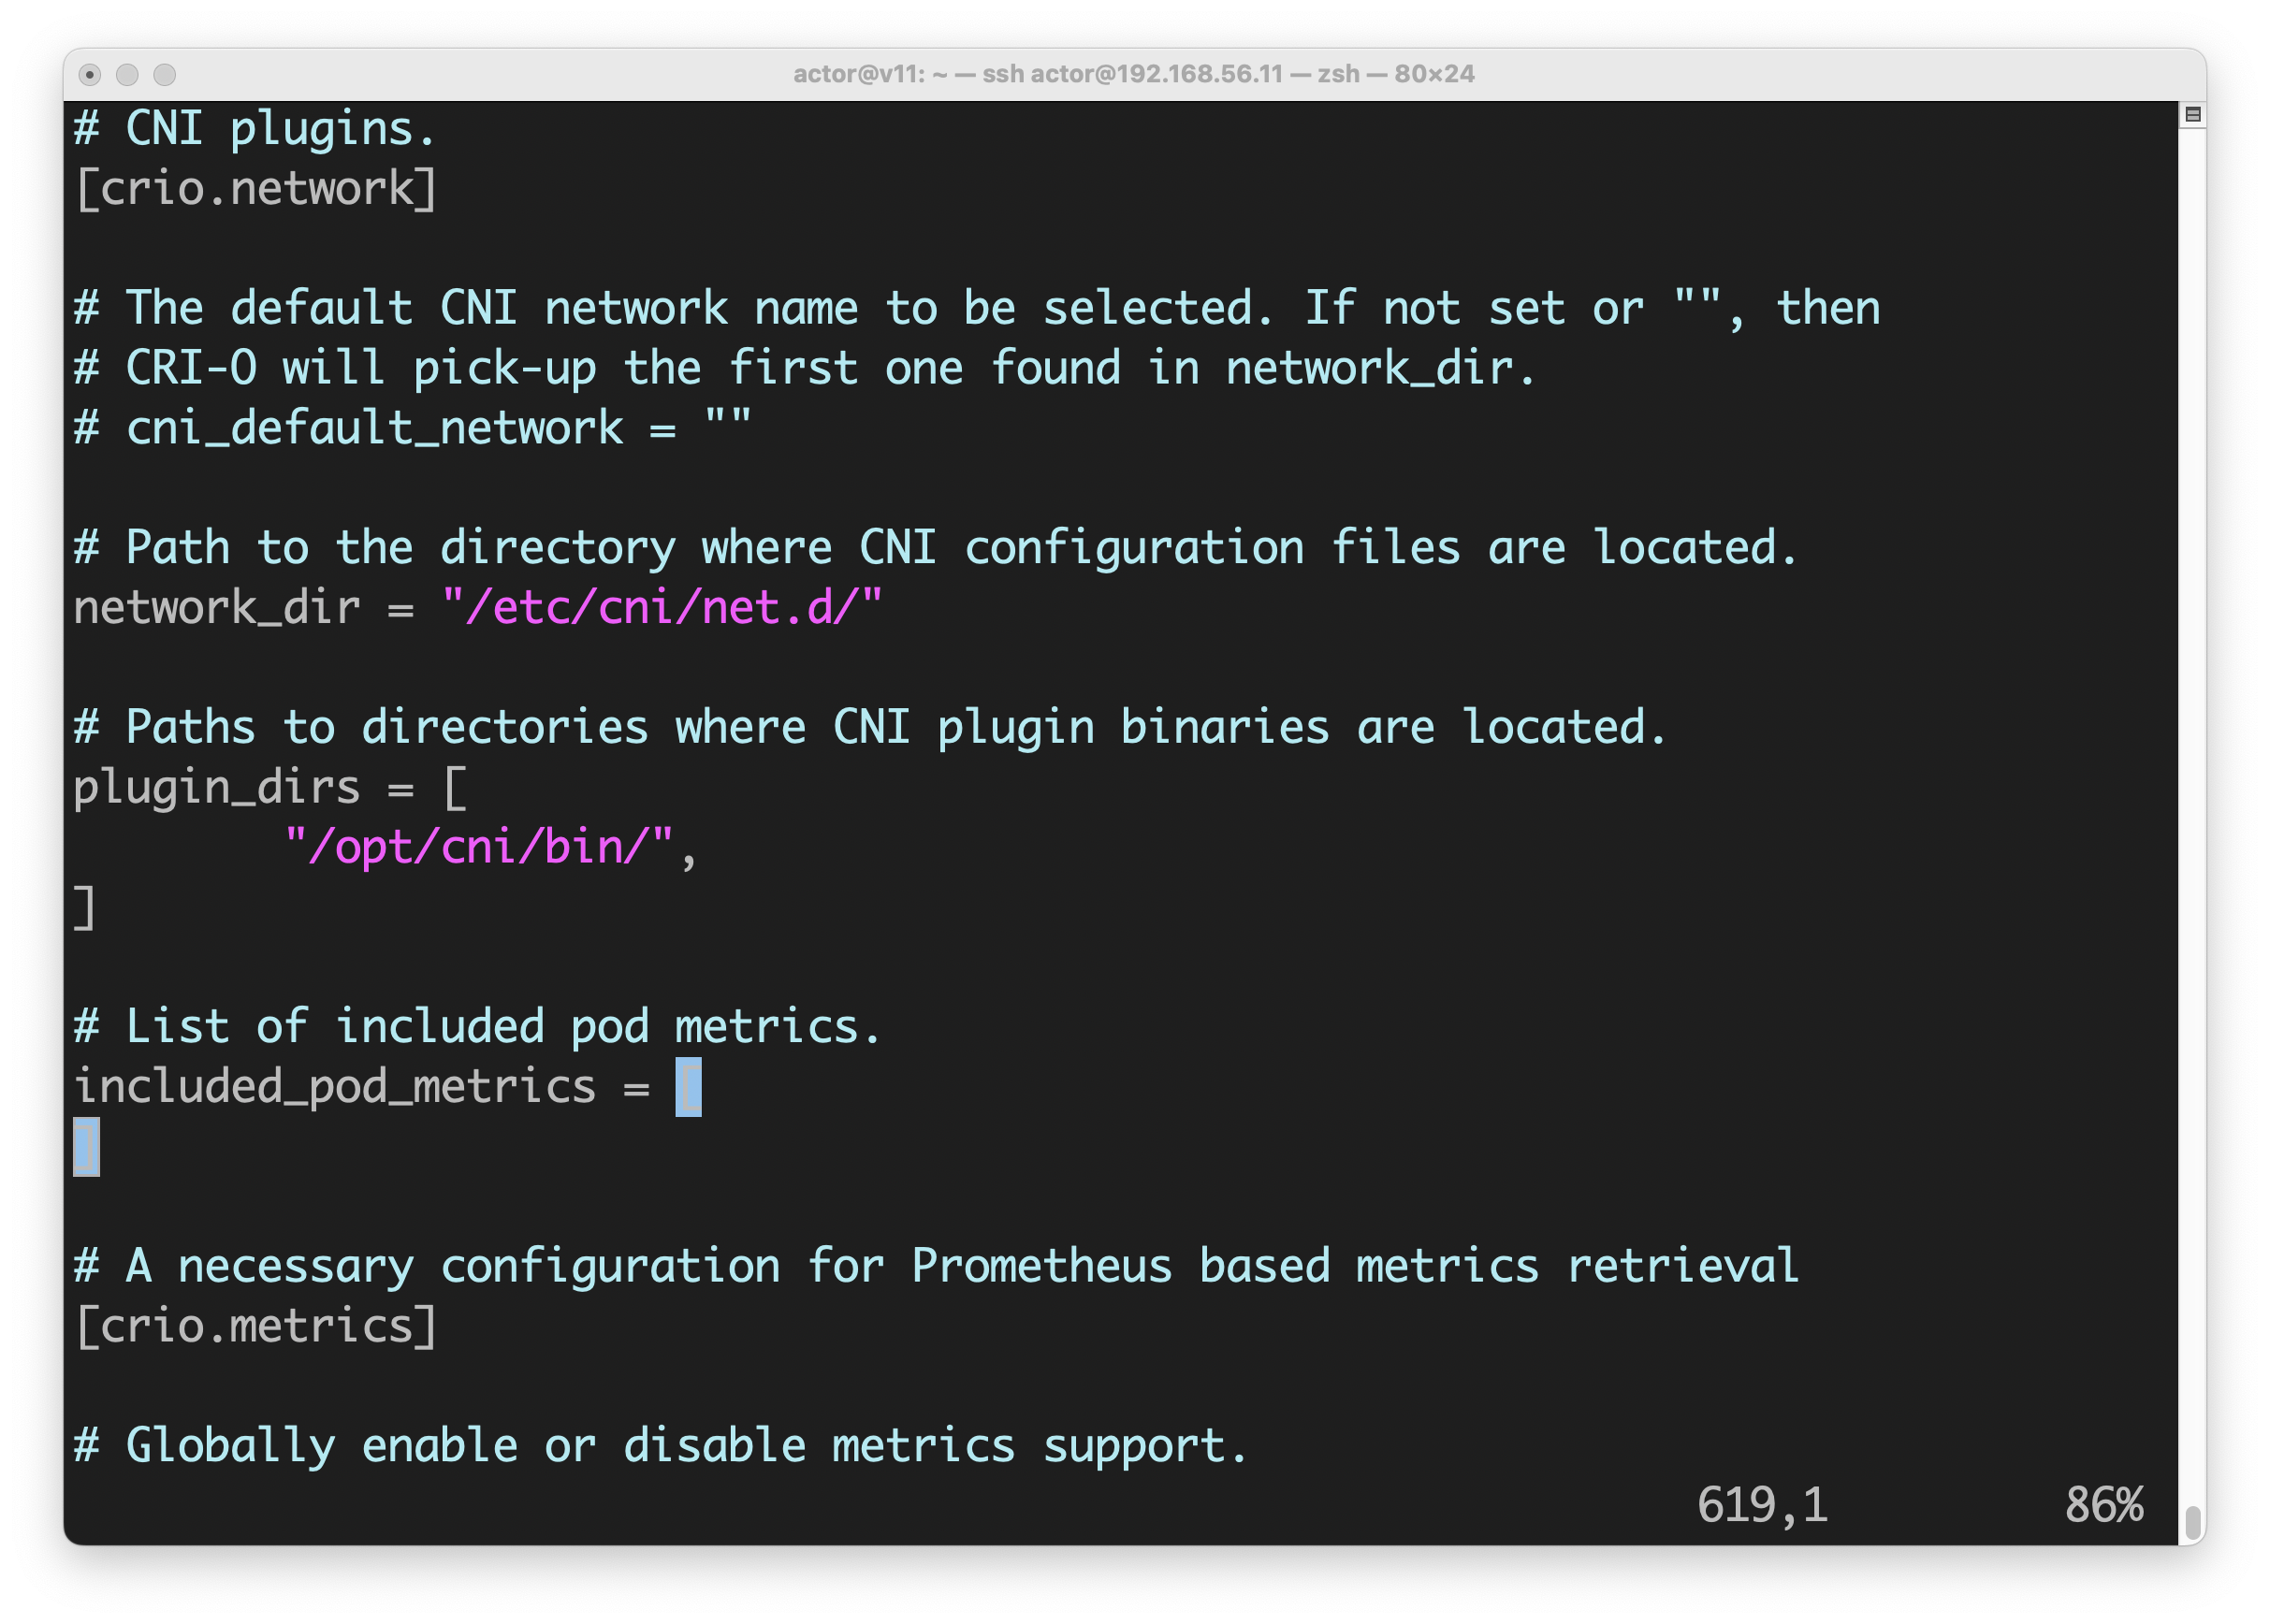 actor@v11: ~ — ssh actor@192.168.56.11 — zsh — 80×24
# CNI plugins.
[crio.network]
# The default CNI network name to be selected. If not set or "", then
# CRI-O will pick-up the first one found in network_dir.
# cni_default_network = ""
# Path to the directory where CNI configuration files are located.
network_dir = "/etc/cni/net.d/"
# Paths to directories where CNI plugin binaries are located.
plugin_dirs = [
        "/opt/cni/bin/",
]
# List of included pod metrics.
included_pod_metrics = [
]
# A necessary configuration for Prometheus based metrics retrieval
[crio.metrics]
# Globally enable or disable metrics support.
619,1 86%